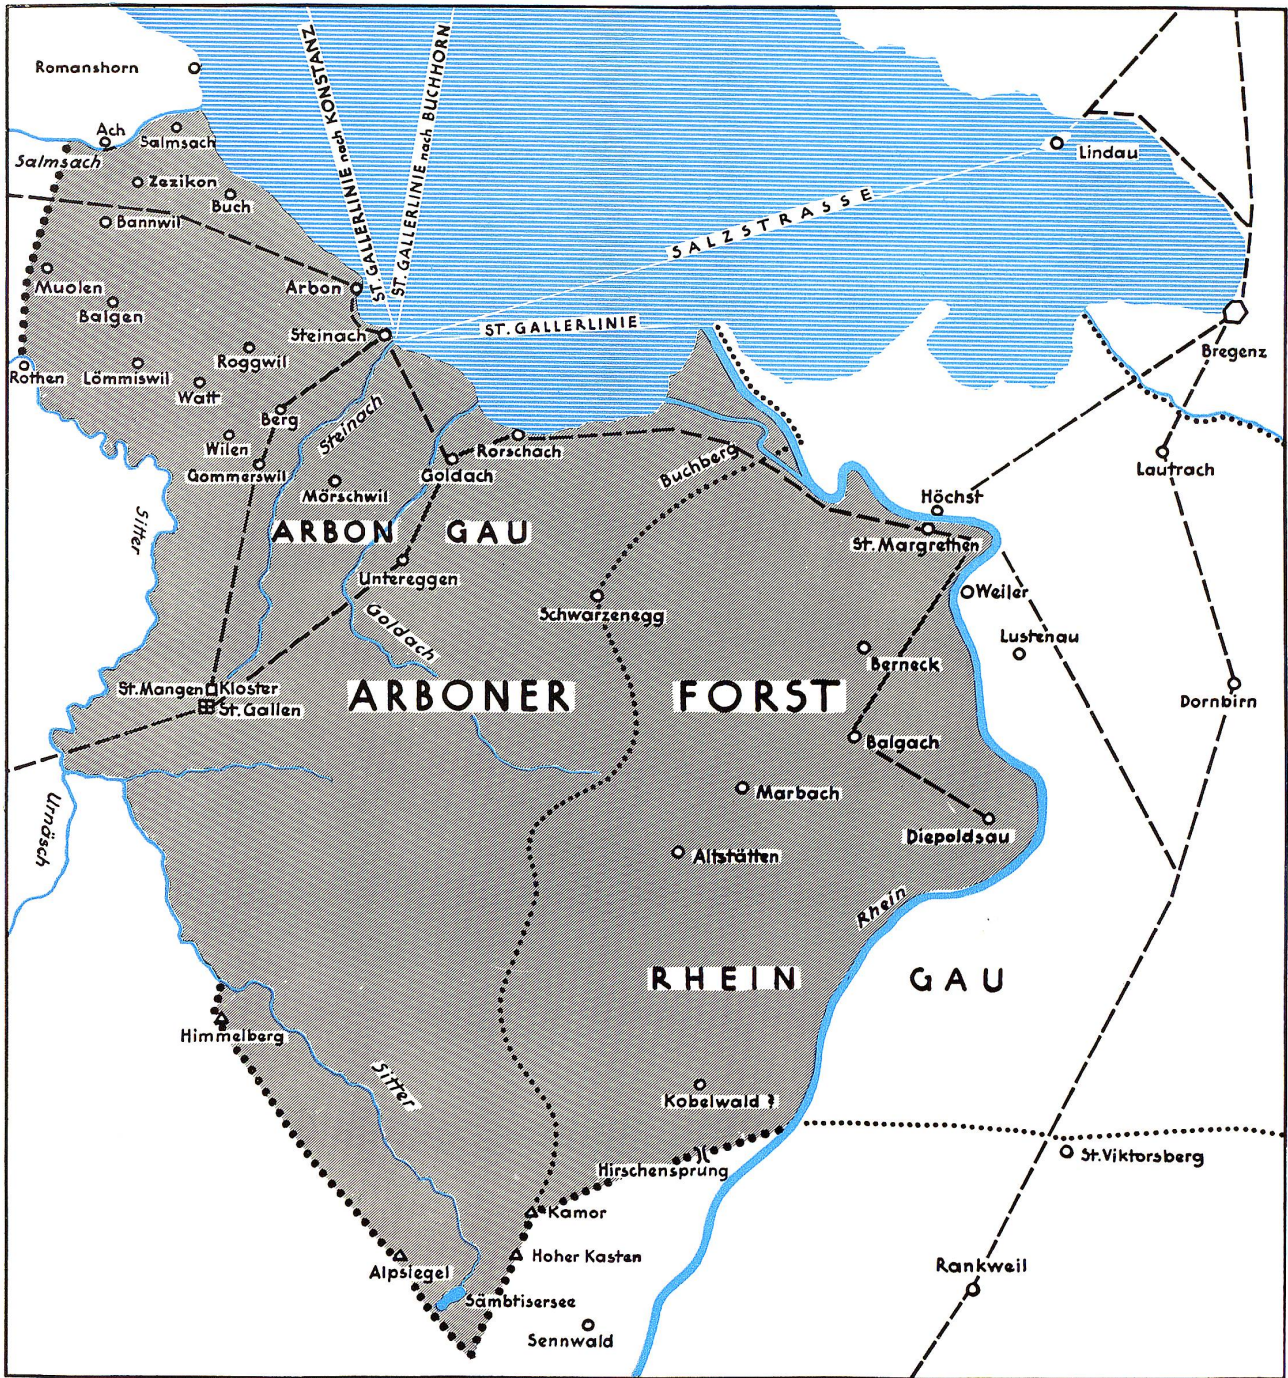 Romanshorn
ST. GALLERLINIE nach KONSTANZ
ST. GALLERLINIE nach BUCHHORN
Ach
Salmsach
Salmsach
Lindau
Zezikon
Buch
Bannwil
SALZSTRASSE
Muolen
Arbon
Balgen
Steinach
ST. GALLERLINIE
Roggwil
Bregenz
Rothen
Lömmiswil
Watt
Berg
Steinach
Wilen
Rorschach
Buchberg
Gommerswil
Goldach
Lautrach
Mörschwil
Höchst
Sitter
ARBON GAU
St. Margrethen
Untereggen
Weiler
Schwarzenegg
Goldach
Lustenau
Berneck
St. Mangen Kloster
St. Gallen
ARBONER FORST
Dornbirn
Balgach
Marbach
Urnäsch
Diepoldsau
Altstätten
Rhein
RHEIN GAU
Himmelberg
Sitter
Kobelwald ?
Hirschensprung
St. Viktorsberg
Kamor
Hoher Kasten
Rankweil
Alpsiegel
Sämbtisersee
Sennwald